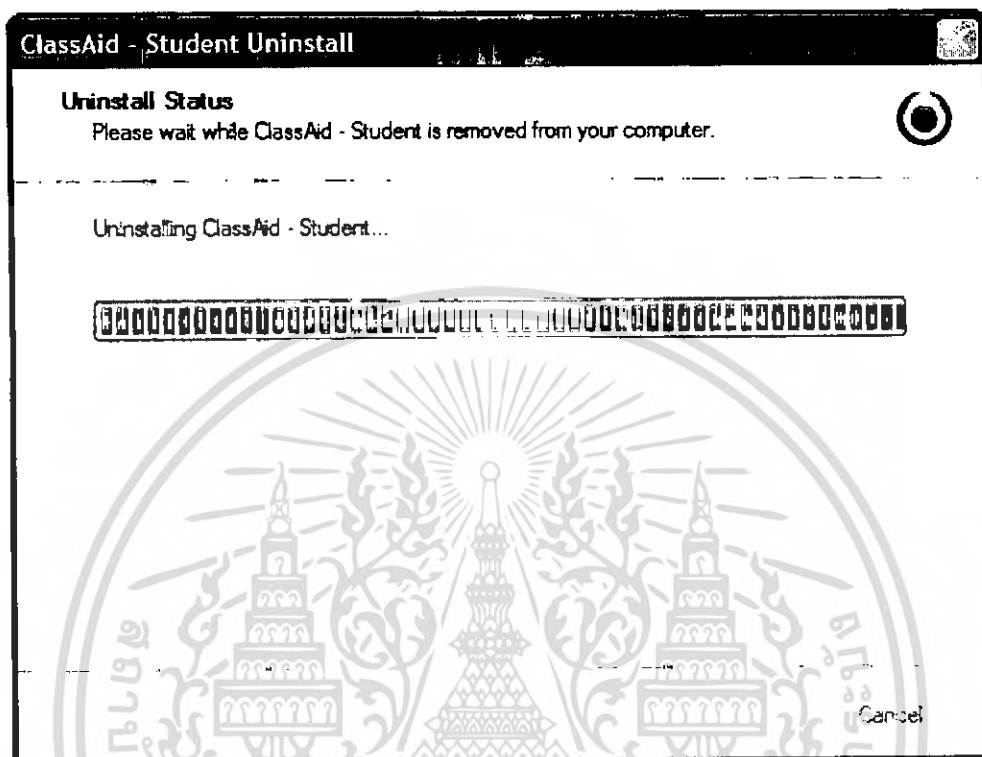 ClassAid - Student Uninstall
Uninstall Status
Please wait while ClassAid - Student is removed from your computer.
Uninstalling ClassAid - Student...
Cancel